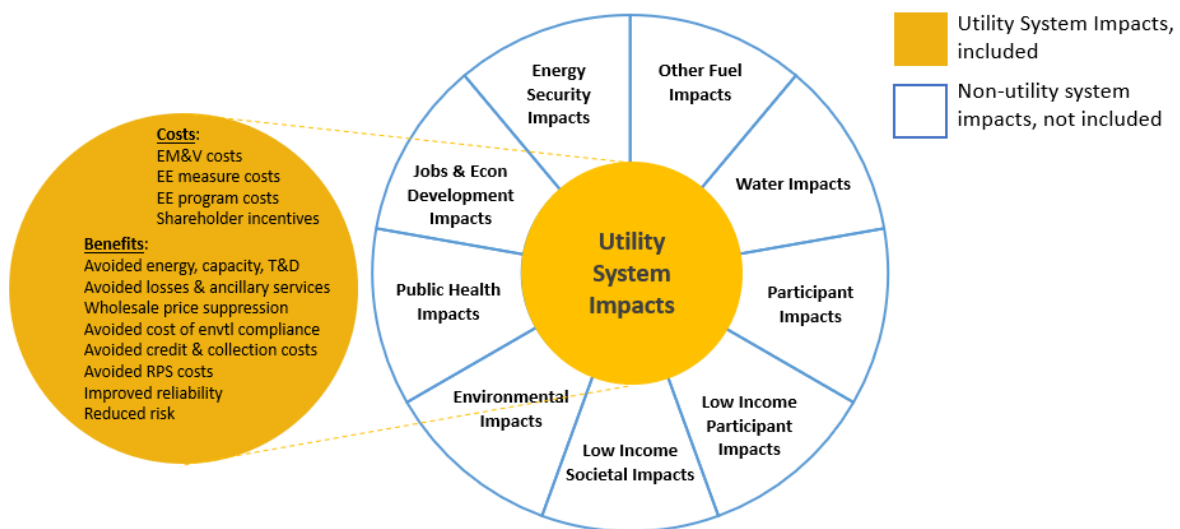 Utility System Impacts,
included
Non-utility system
impacts, not included
Costs:
EM&V costs
EE measure costs
EE program costs
Shareholder incentives
Benefits:
Avoided energy, capacity, T&D
Avoided losses & ancillary services
Wholesale price suppression
Avoided cost of envtl compliance
Avoided credit & collection costs
Avoided RPS costs
Improved reliability
Reduced risk
Utility
System
Impacts
Energy
Security
Impacts
Other Fuel
Impacts
Water Impacts
Participant
Impacts
Low Income
Participant
Impacts
Low Income
Societal Impacts
Environmental
Impacts
Public Health
Impacts
Jobs & Econ
Development
Impacts